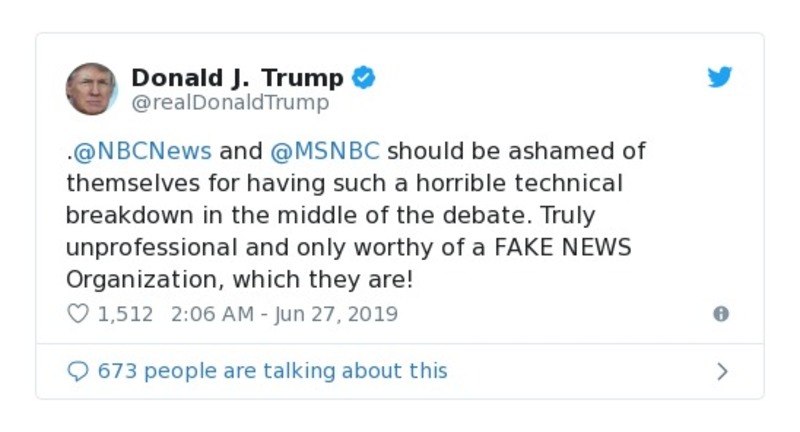 Donald J. Trump
@realDonaldTrump
.@NBCNews and @MSNBC should be ashamed of
themselves for having such a horrible technical
breakdown in the middle of the debate. Truly
unprofessional and only worthy of a FAKE NEWS
Organization, which they are!
1,512 2:06 AM - Jun 27, 2019
673 people are talking about this